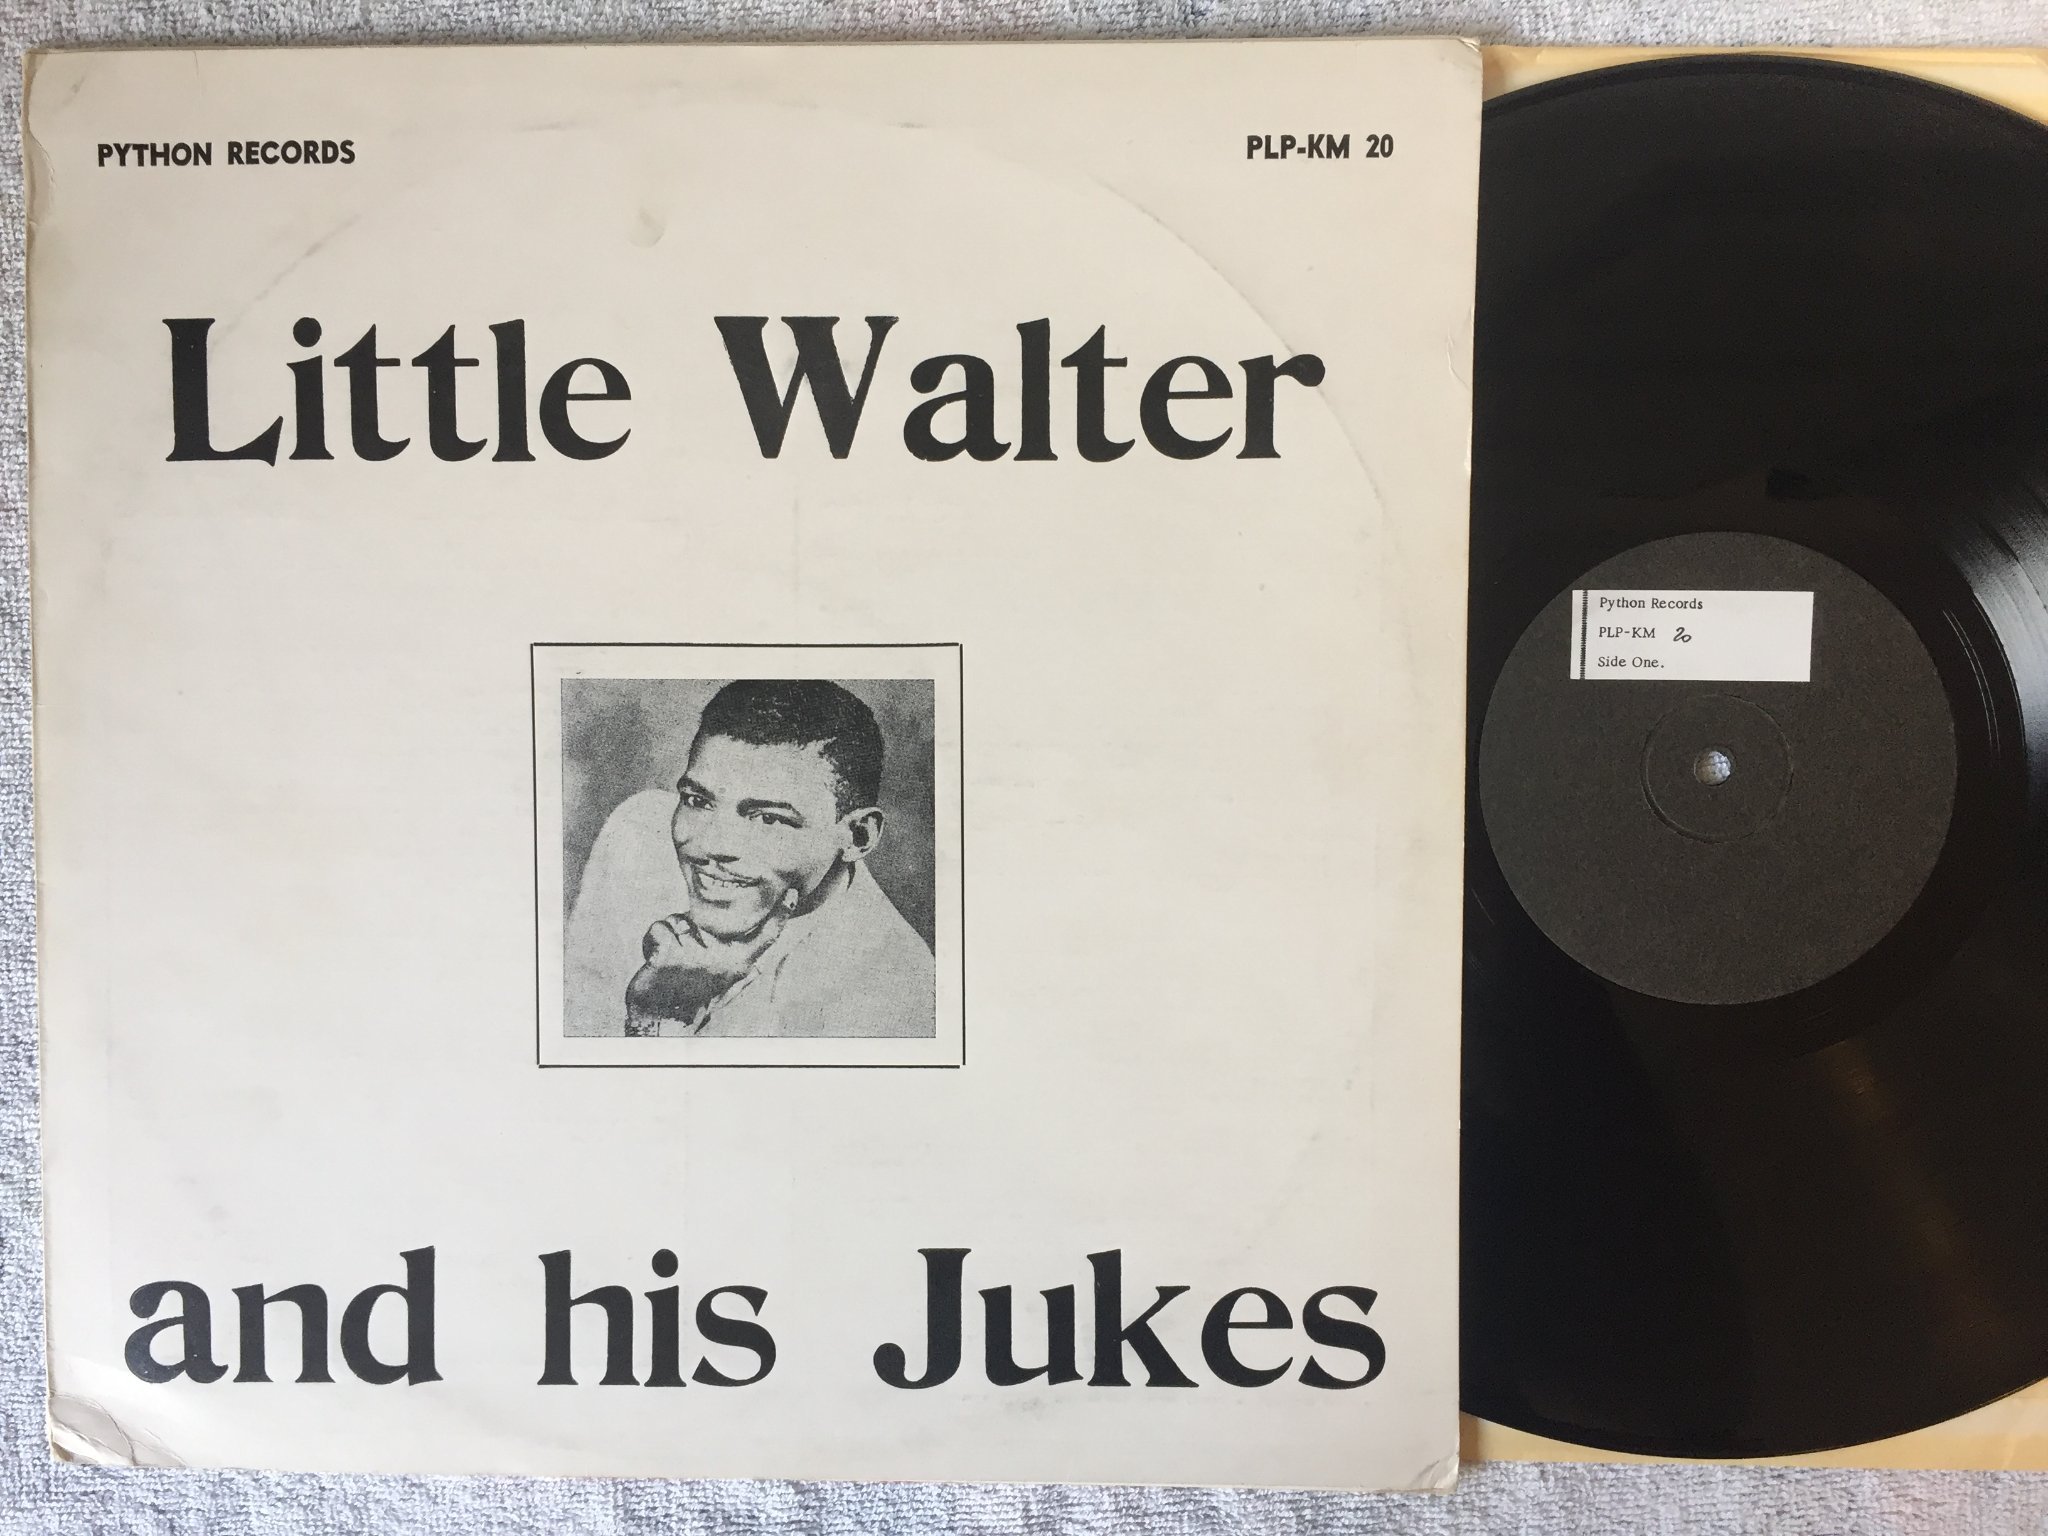 PYTHON RECORDS
PLP-KM 20
Little Walter
and his Jukes
Python Records
PLP-KM 20
Side One.